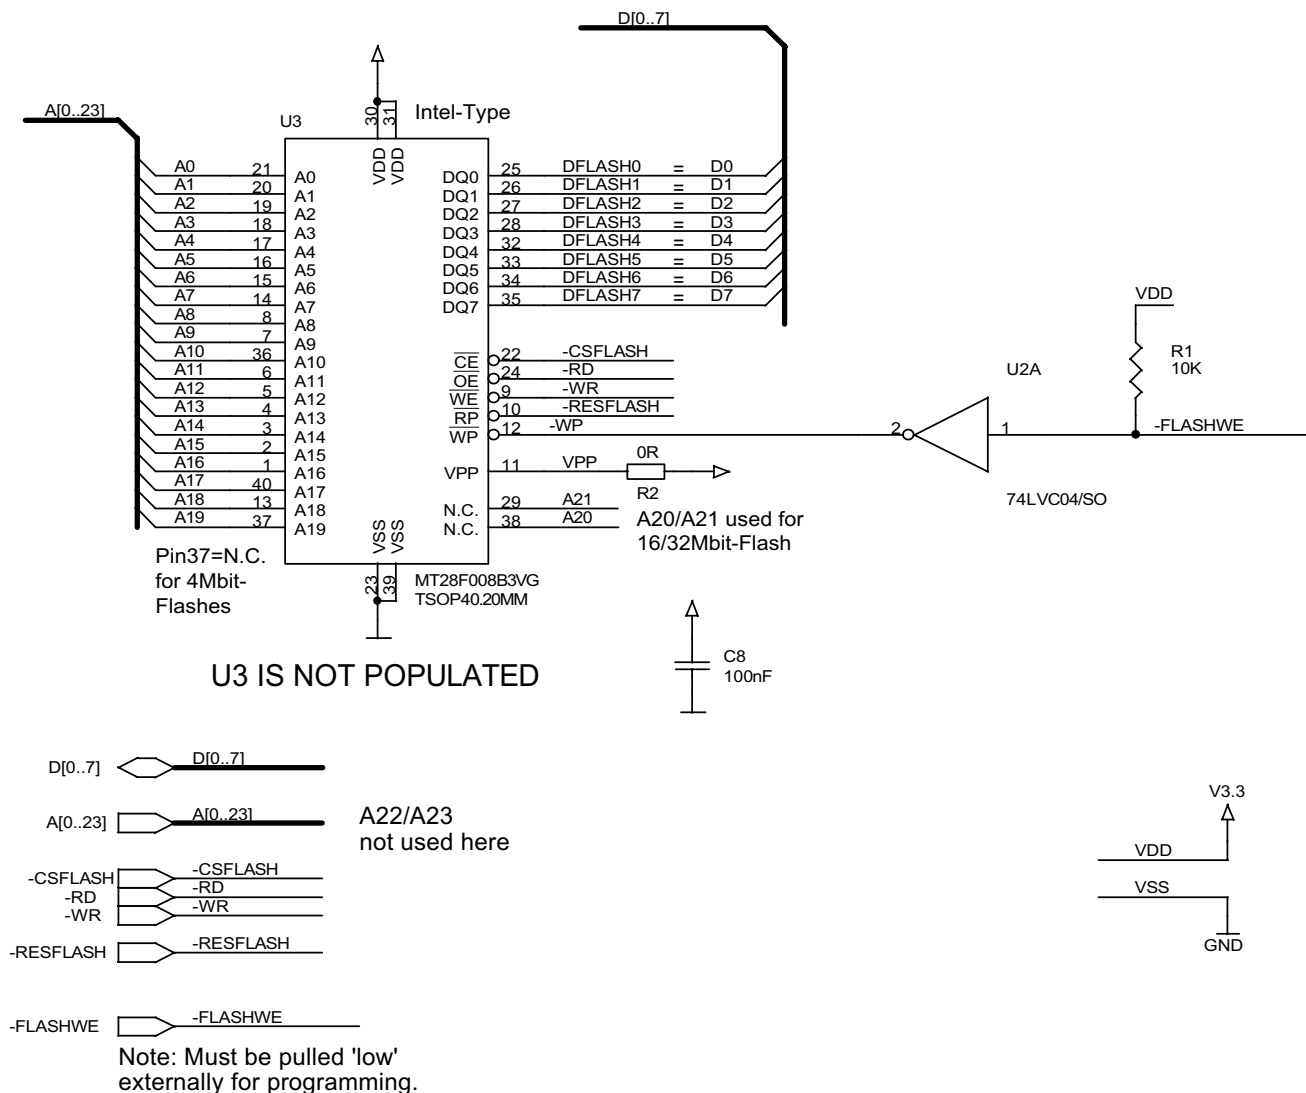 D[0..7]
A[0..23]
U3
30
31
Intel-Type
VDD
VDD
A0 21 A0
A1 20 A1
A2 19 A2
A3 18 A3
A4 17 A4
A5 16 A5
A6 15 A6
A7 14 A7
A8 8 A8
A9 7 A9
A10 36 A10
A11 6 A11
A12 5 A12
A13 4 A13
A14 3 A14
A15 2 A15
A16 1 A16
A17 40 A17
A18 13 A18
A19 37 A19
DQ0 25 DFLASH0 = D0
DQ1 26 DFLASH1 = D1
DQ2 27 DFLASH2 = D2
DQ3 28 DFLASH3 = D3
DQ4 32 DFLASH4 = D4
DQ5 33 DFLASH5 = D5
DQ6 34 DFLASH6 = D6
DQ7 35 DFLASH7 = D7
CE 22 -CSFLASH
OE 24 -RD
WE 9 -WR
RP 10 -RESFLASH
WP 12 -WP
VPP 11 VPP
0R
R2
N.C. 29 A21
N.C. 38 A20
A20/A21 used for
16/32Mbit-Flash
VSS
VSS
23
39
MT28F008B3VG
TSOP40.20MM
Pin37=N.C.
for 4Mbit-
Flashes
VDD
R1
10K
U2A
2
1
-FLASHWE
74LVC04/SO
C8
100nF
U3 IS NOT POPULATED
D[0..7] D[0..7]
A[0..23] A[0..23]
A22/A23
not used here
-CSFLASH -CSFLASH
-RD -RD
-WR -WR
-RESFLASH -RESFLASH
-FLASHWE -FLASHWE
Note: Must be pulled 'low'
externally for programming.
V3.3
VDD
VSS
GND